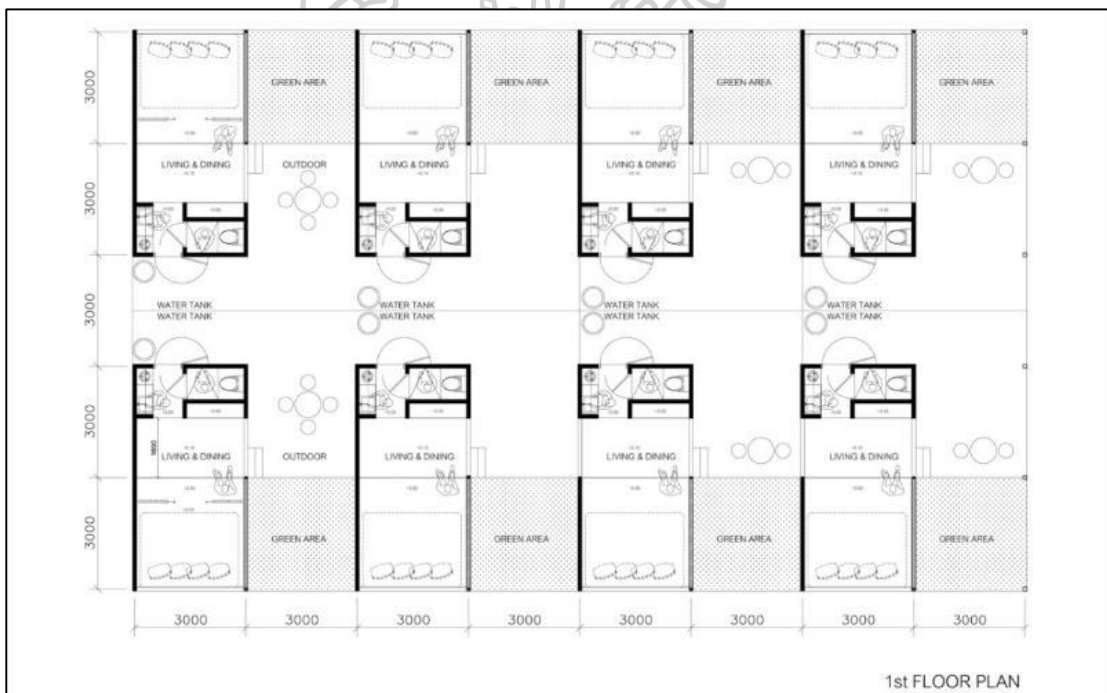 GREEN AREA GREEN AREA GREEN AREA GREEN AREA
3000
LIVING & DINING OUTDOOR LIVING & DINING LIVING & DINING LIVING & DINING
3000
WATER TANK WATER TANK WATER TANK WATER TANK
3000
WATER TANK WATER TANK WATER TANK WATER TANK
3000
LIVING & DINING OUTDOOR LIVING & DINING LIVING & DINING LIVING & DINING
GREEN AREA GREEN AREA GREEN AREA GREEN AREA
3000
3000 3000 3000 3000 3000 3000 3000 3000
1st FLOOR PLAN